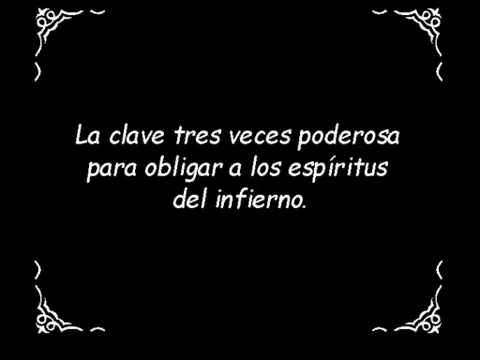 La clave tres veces poderosa
para obligar a los espíritus
del infierno.